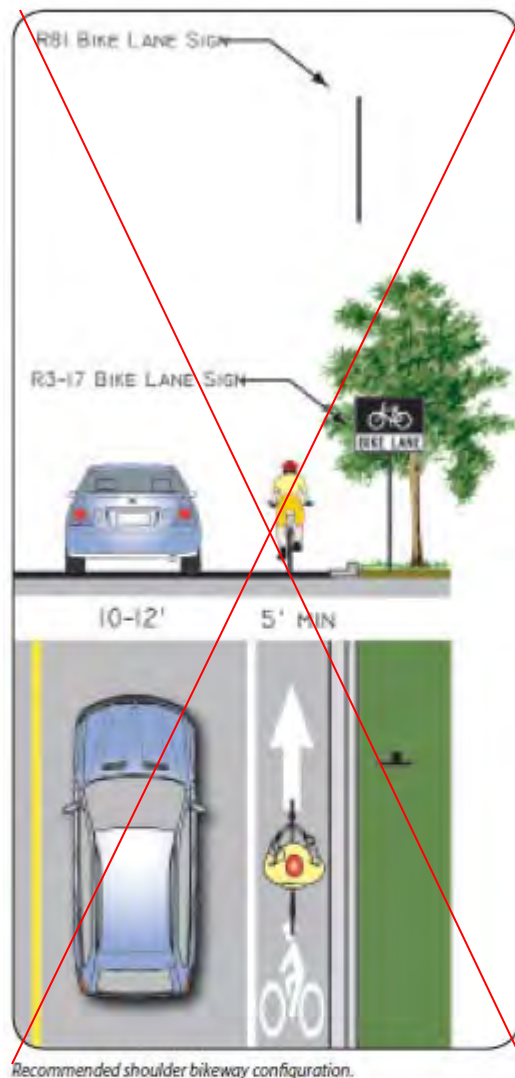 R81 BIKE LANE SIGN
R3-17 BIKE LANE SIGN
BIKE LANE
10-12'
5' MIN
Recommended shoulder bikeway configuration.